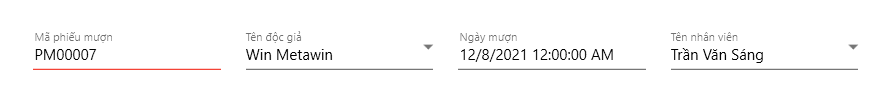 Mã phiếu mượn
PM00007
Tên độc giả
Win Metawin
Ngày mượn
12/8/2021 12:00:00 AM
Tên nhân viên
Trần Văn Sáng